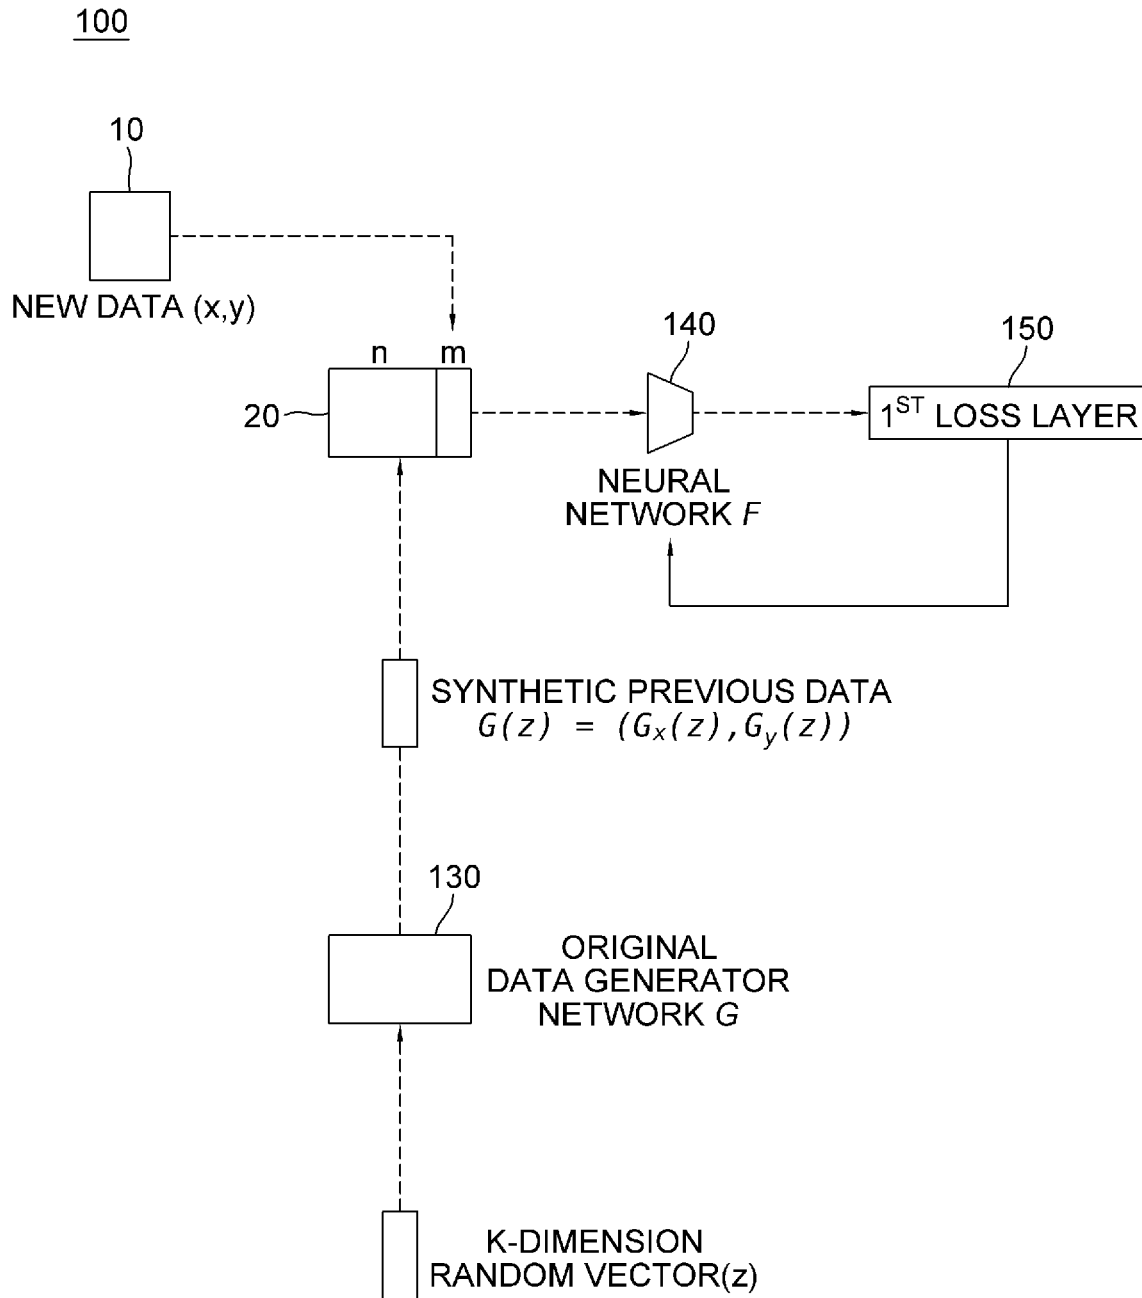 100
10
NEW DATA (x,y)
n m
20
140
NEURAL
NETWORK F
150
1ST LOSS LAYER
SYNTHETIC PREVIOUS DATA
G(z) = (Gx(z),Gy(z))
130
ORIGINAL
DATA GENERATOR
NETWORK G
K-DIMENSION
RANDOM VECTOR(z)